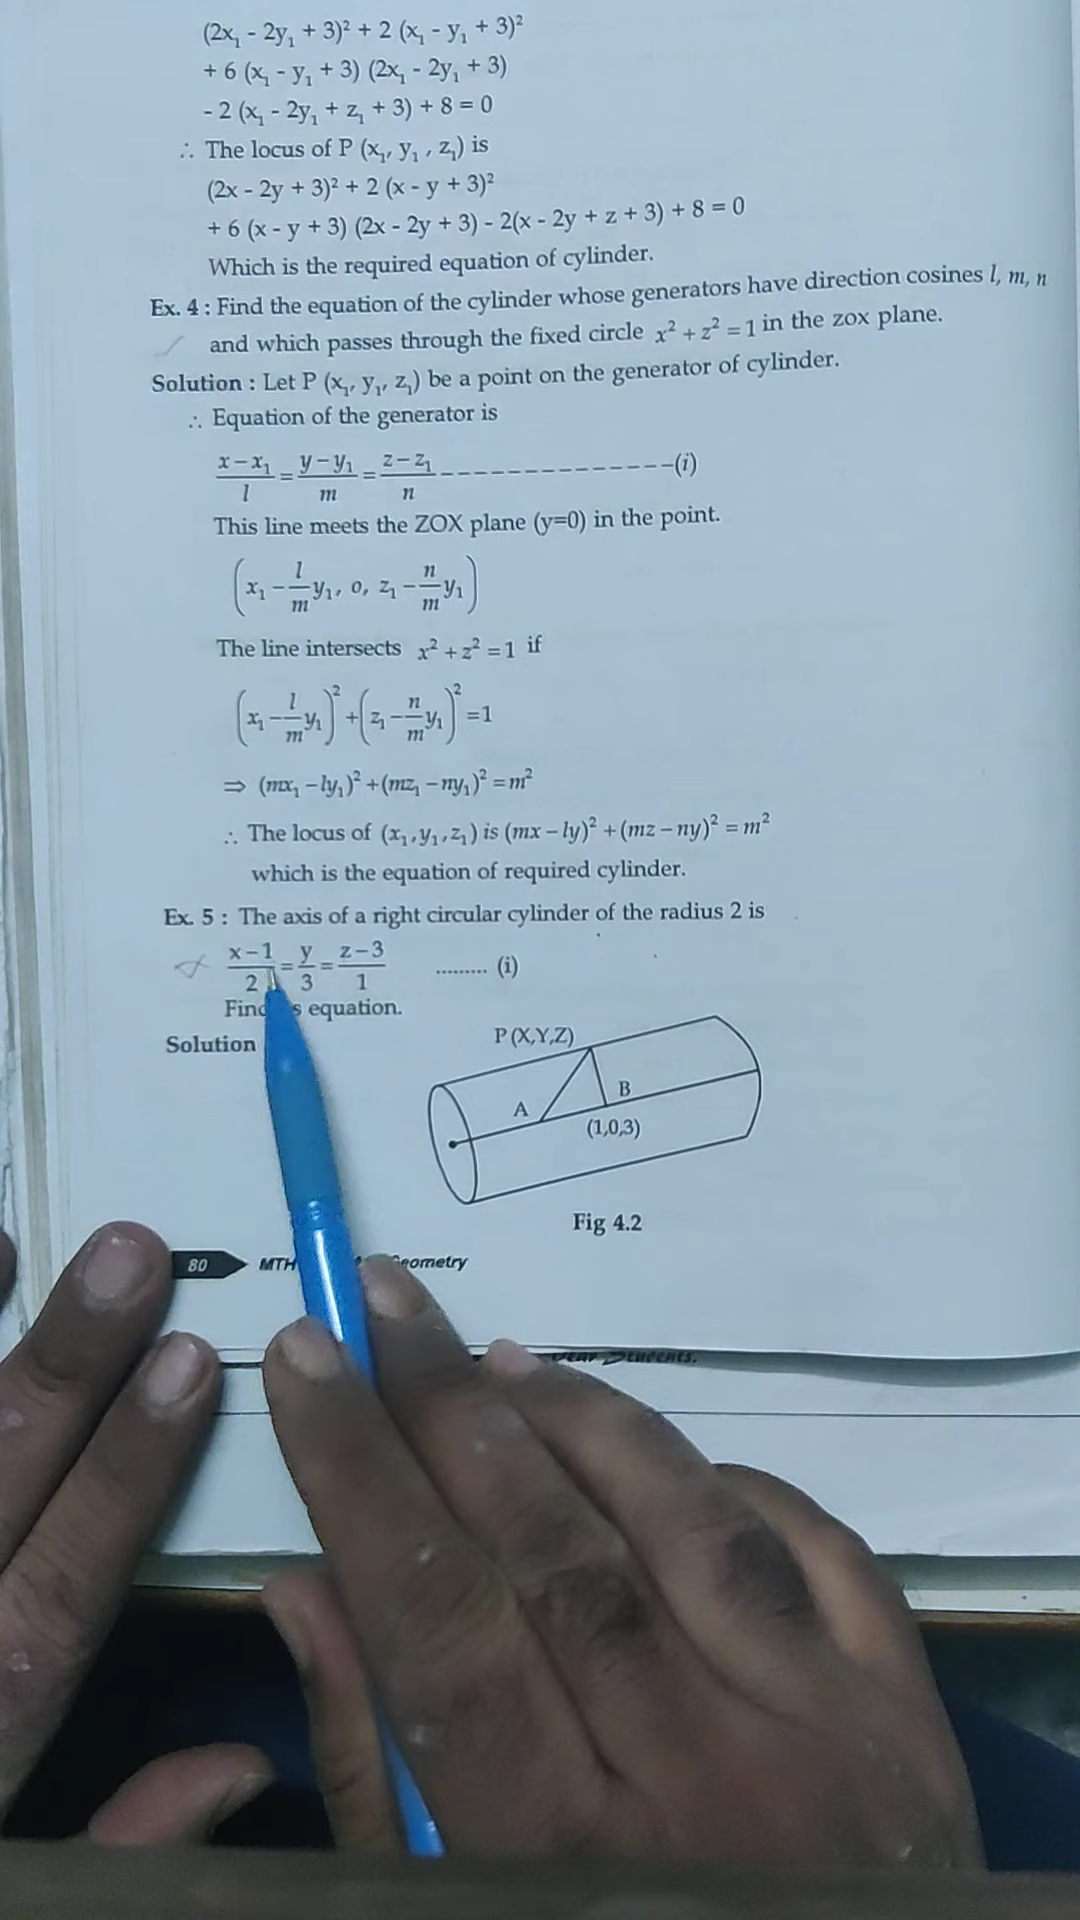 (2x₁ - 2y₁ + 3)² + 2 (x₁ - y₁ + 3)²
+ 6 (x₁ - y₁ + 3) (2x₁ - 2y₁ + 3)
- 2 (x₁ - 2y₁ + z₁ + 3) + 8 = 0
∴ The locus of P (x₁, y₁ , z₁) is
(2x - 2y + 3)² + 2 (x - y + 3)²
+ 6 (x - y + 3) (2x - 2y + 3) - 2(x - 2y + z + 3) + 8 = 0
Which is the required equation of cylinder.
Ex. 4 : Find the equation of the cylinder whose generators have direction cosines l, m, n
and which passes through the fixed circle x² + z² = 1 in the zox plane.
Solution : Let P (x₁, y₁, z₁) be a point on the generator of cylinder.
∴ Equation of the generator is
(x-x₁)/l = (y-y₁)/m = (z-z₁)/n ---------------(i)
This line meets the ZOX plane (y=0) in the point.
(x₁ - l/m y₁, o, z₁ - n/m y₁)
The line intersects x² + z² = 1 if
(x₁ - l/m y₁)² + (z₁ - n/m y₁)² = 1
⇒ (mx₁ - ly₁)² + (mz₁ - ny₁)² = m²
∴ The locus of (x₁, y₁, z₁) is (mx - ly)² + (mz - ny)² = m²
which is the equation of required cylinder.
Ex. 5 : The axis of a right circular cylinder of the radius 2 is
(x-1)/2 = y/3 = (z-3)/1 ......... (i)
equation.
Solution
P (X,Y,Z)
A
B
(1,0,3)
Fig 4.2
80 MTH